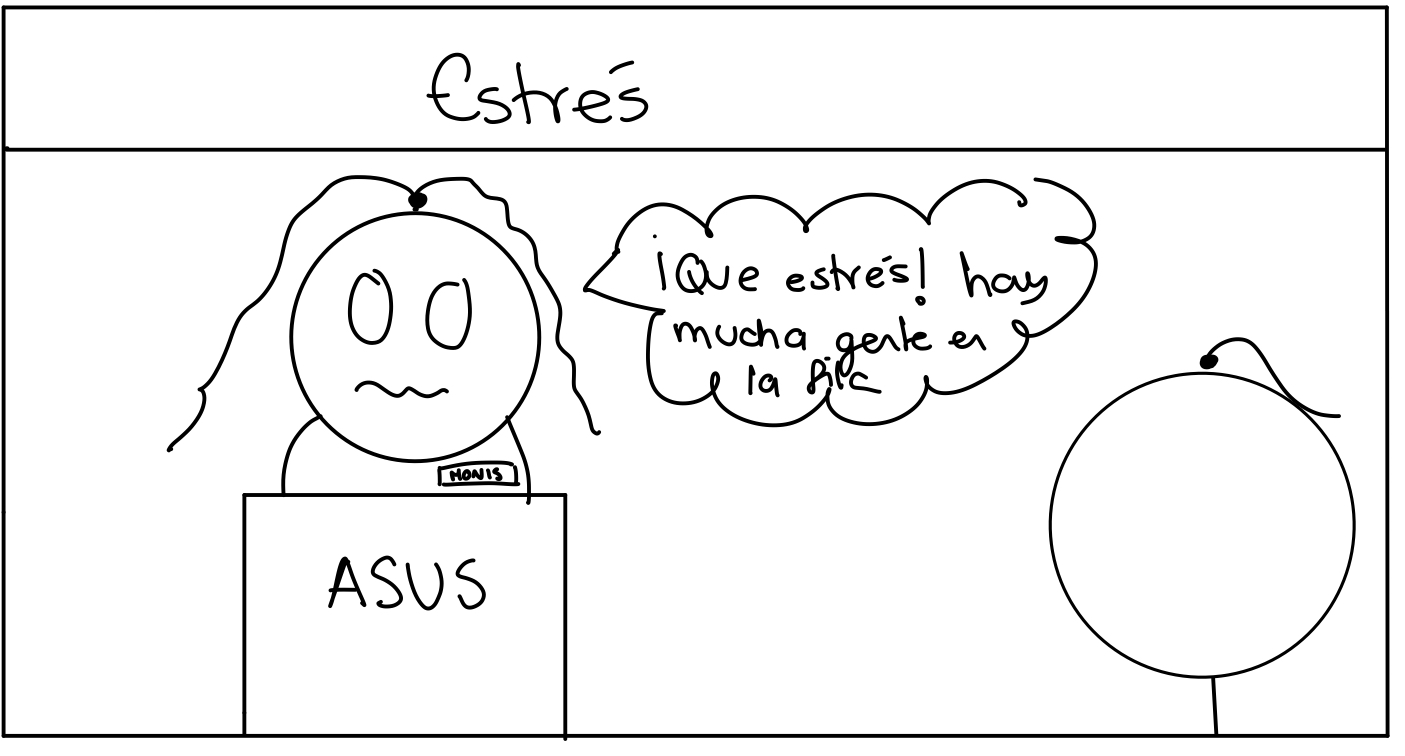 Estrés
¡Que estrés! hay
mucha gente en
la fila
MONIS
ASUS